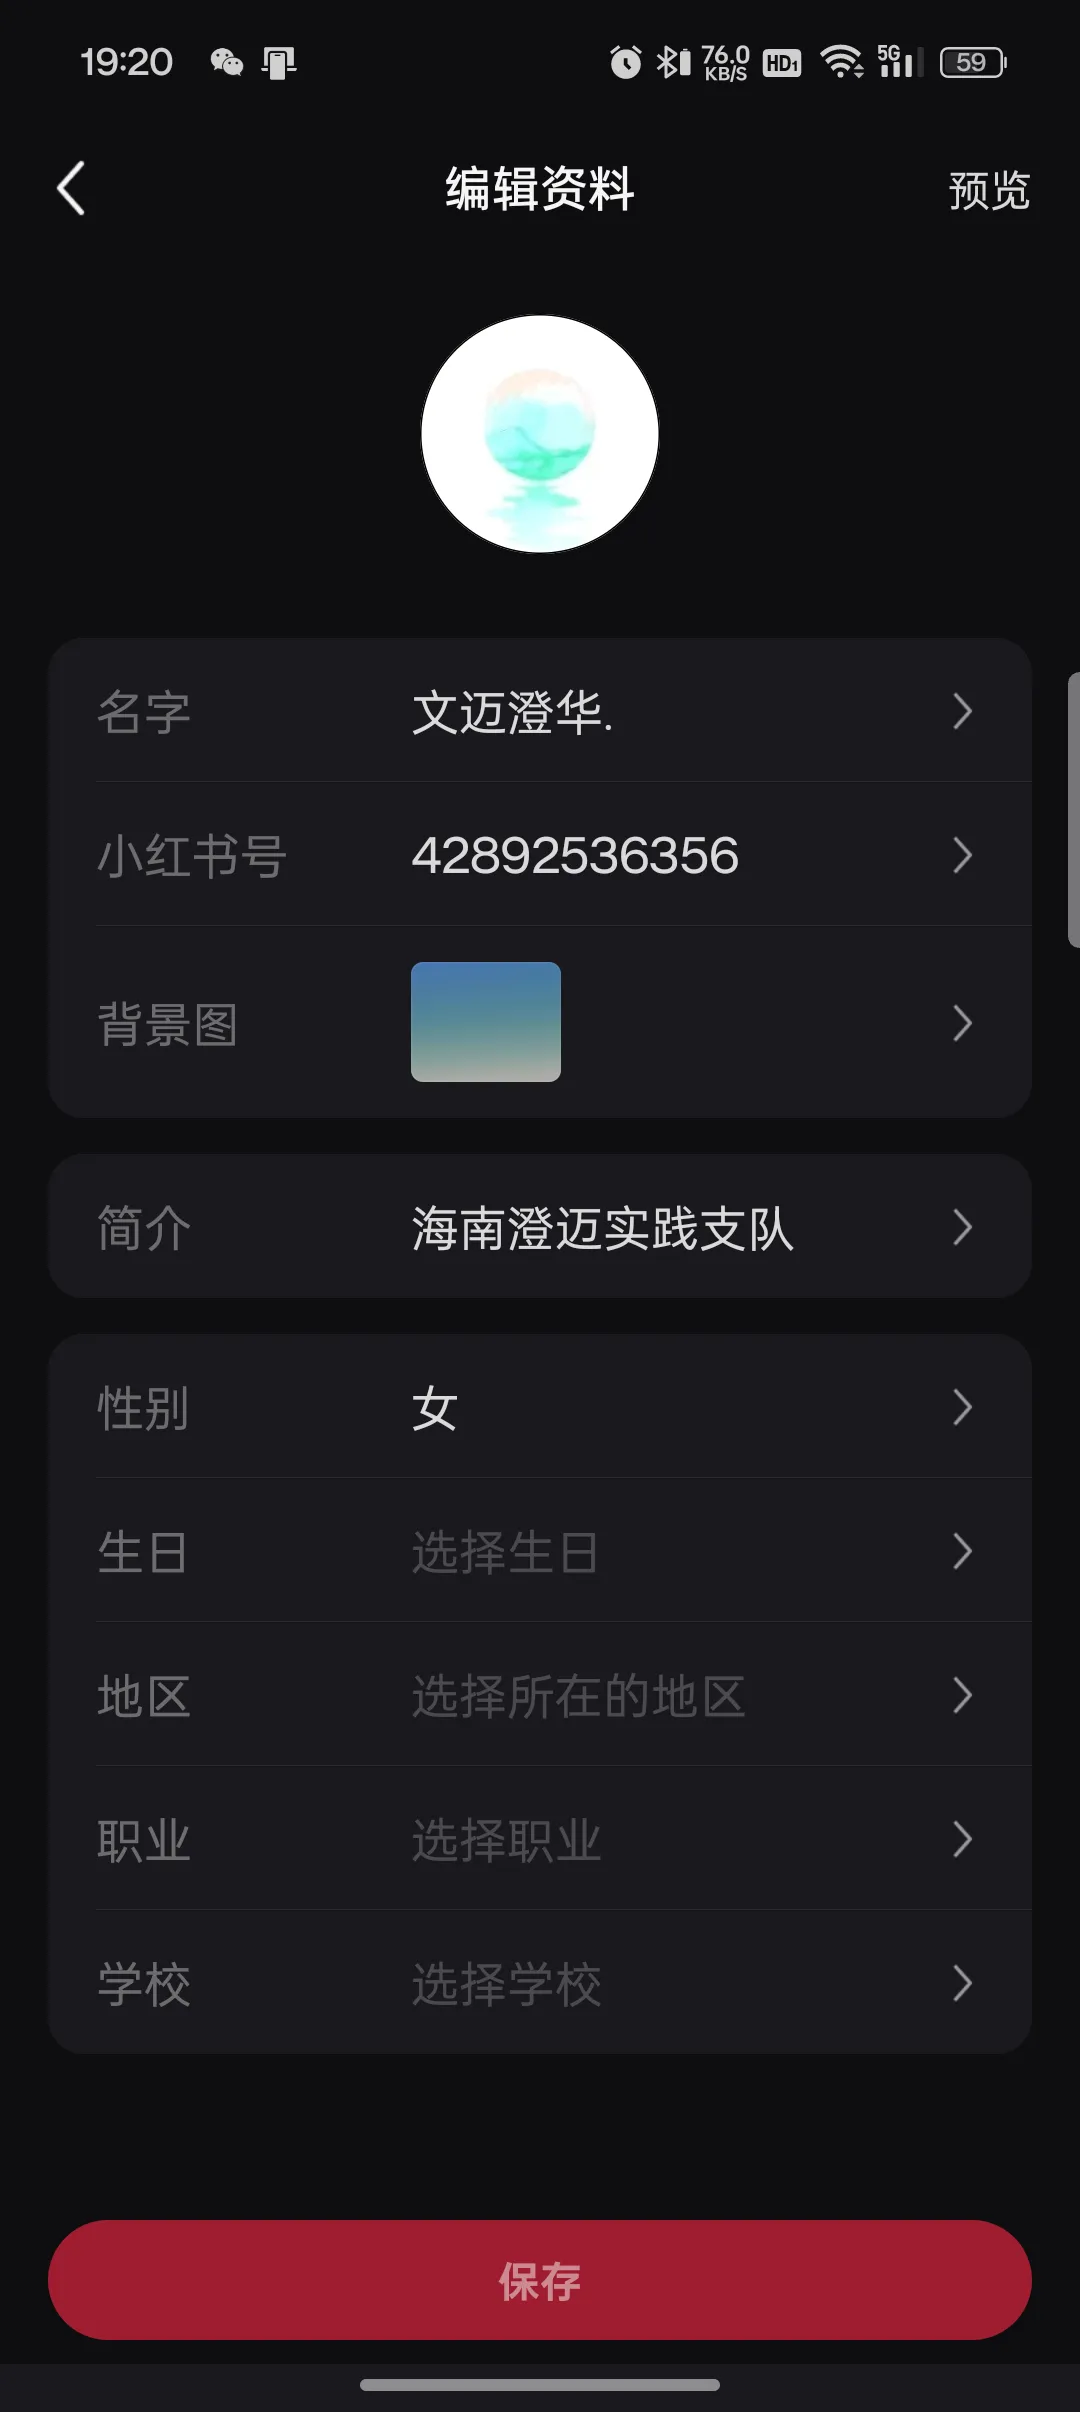 19:20 76.0 KB/S HD1 5G 59
编辑资料 预览
名字 文迈澄华.
小红书号 42892536356
背景图
简介 海南澄迈实践支队
性别 女
生日 选择生日
地区 选择所在的地区
职业 选择职业
学校 选择学校
保存